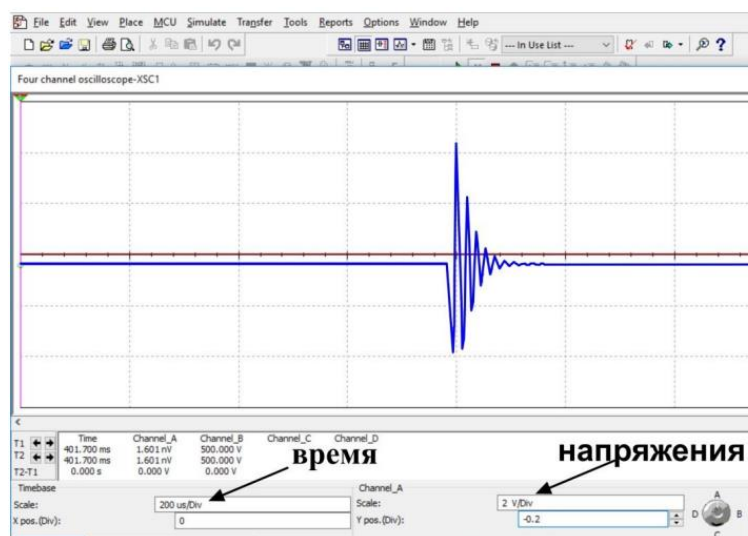 File Edit View Place MCU Simulate Transfer Tools Reports Options Window Help
--- In Use List ---
Four channel oscilloscope-XSC1
Time Channel_A Channel_B Channel_C Channel_D
T1 401.700 ms 1.601 nV 500.000 V
T2 401.700 ms 1.601 nV 500.000 V
T2-T1 0.000 s 0.000 V 0.000 V
время
напряжения
Timebase
Scale: 200 us/Div
X pos.(Div): 0
Channel_A
Scale: 2 V/Div
Y pos.(Div): -0.2
A
D B
C